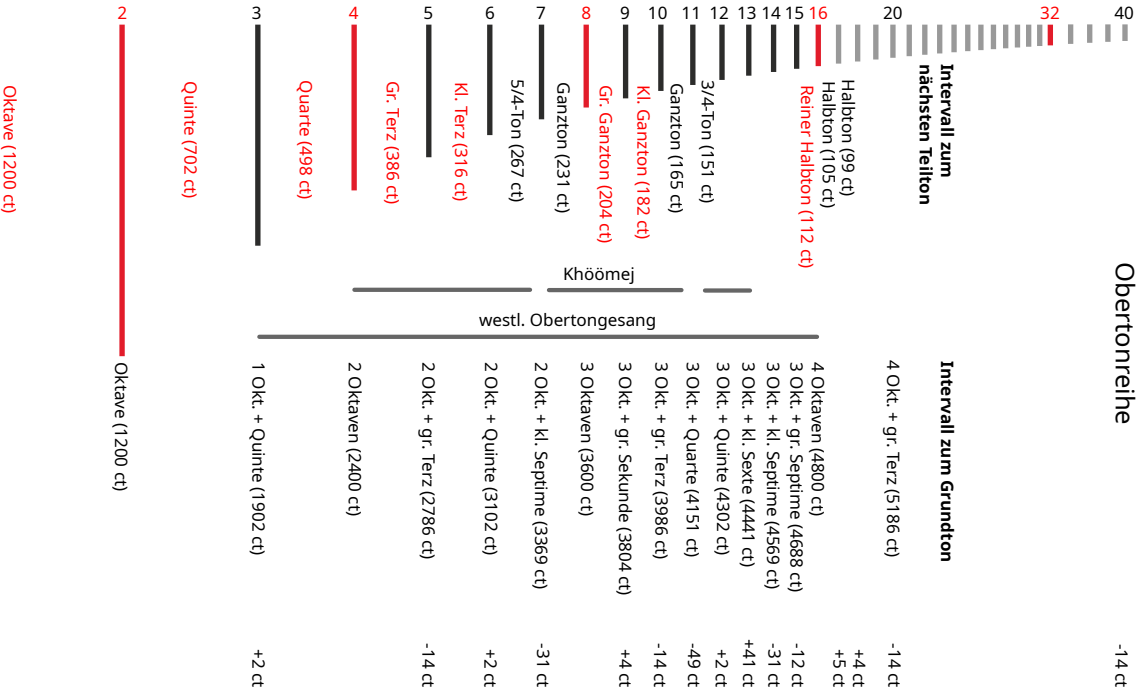 2 3 4 5 6 7 8 9 10 11 12 13 14 15 16 20 32 40
Oktave (1200 ct)
Quinte (702 ct)
Quarte (498 ct)
Gr. Terz (386 ct)
Kl. Terz (316 ct)
5/4-Ton (267 ct)
Ganzton (231 ct)
Gr. Ganzton (204 ct)
Kl. Ganzton (182 ct)
Ganzton (165 ct)
3/4-Ton (151 ct)
Reiner Halbton (112 ct)
Halbton (105 ct)
Halbton (99 ct)
Intervall zum
nächsten Teilton
Obertonreihe
Khöömej
westl. Obertongesang
Oktave (1200 ct)
1 Okt. + Quinte (1902 ct)
2 Oktaven (2400 ct)
2 Okt. + gr. Terz (2786 ct)
2 Okt. + Quinte (3102 ct)
2 Okt. + kl. Septime (3369 ct)
3 Oktaven (3600 ct)
3 Okt. + gr. Sekunde (3804 ct)
3 Okt. + gr. Terz (3986 ct)
3 Okt. + Quarte (4151 ct)
3 Okt. + Quinte (4302 ct)
3 Okt. + kl. Sexte (4441 ct)
3 Okt. + kl. Septime (4569 ct)
3 Okt. + gr. Septime (4688 ct)
4 Oktaven (4800 ct)
4 Okt. + gr. Terz (5186 ct)
Intervall zum Grundton
+2 ct
-14 ct
+2 ct
-31 ct
+4 ct
-14 ct
-49 ct
+2 ct
+41 ct
-31 ct
-12 ct
+5 ct
+4 ct
-14 ct
-14 ct